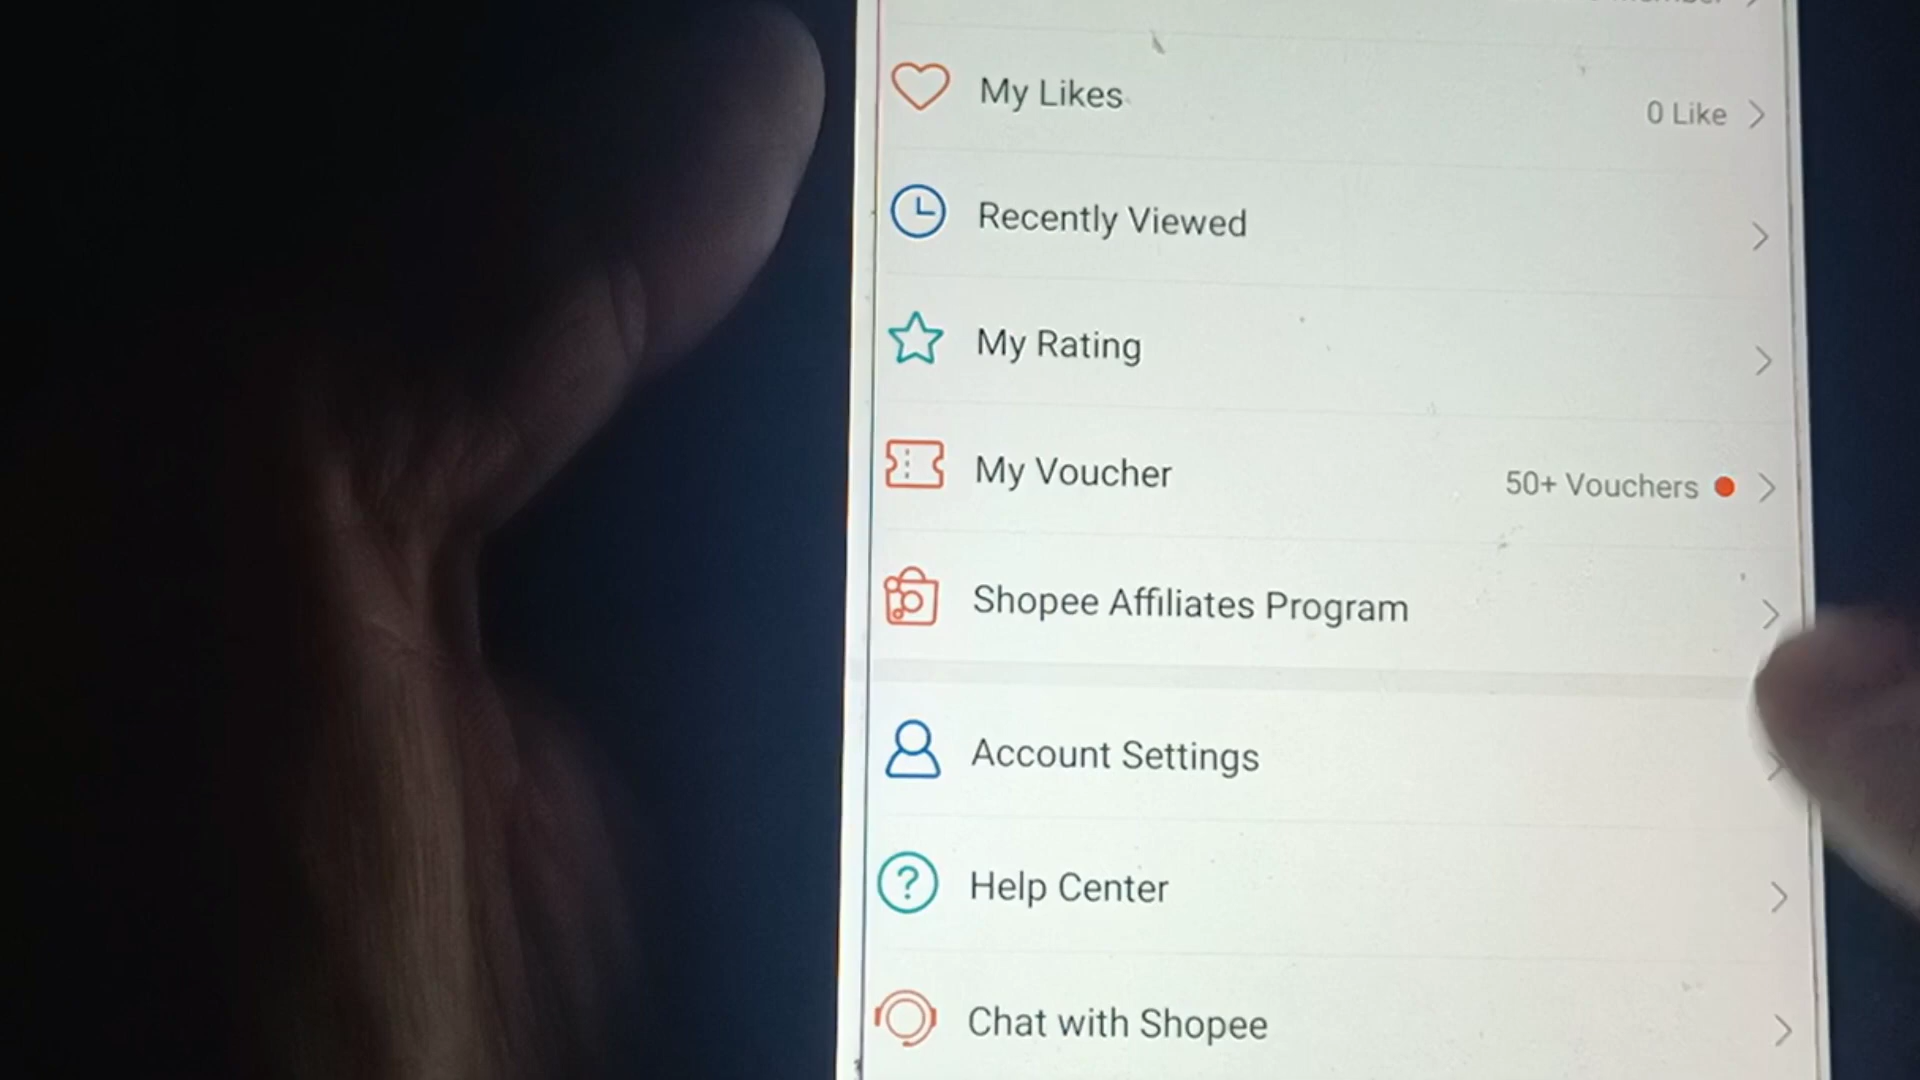 My Likes
0 Like
Recently Viewed
My Rating
My Voucher
50+ Vouchers
Shopee Affiliates Program
Account Settings
Help Center
Chat with Shopee